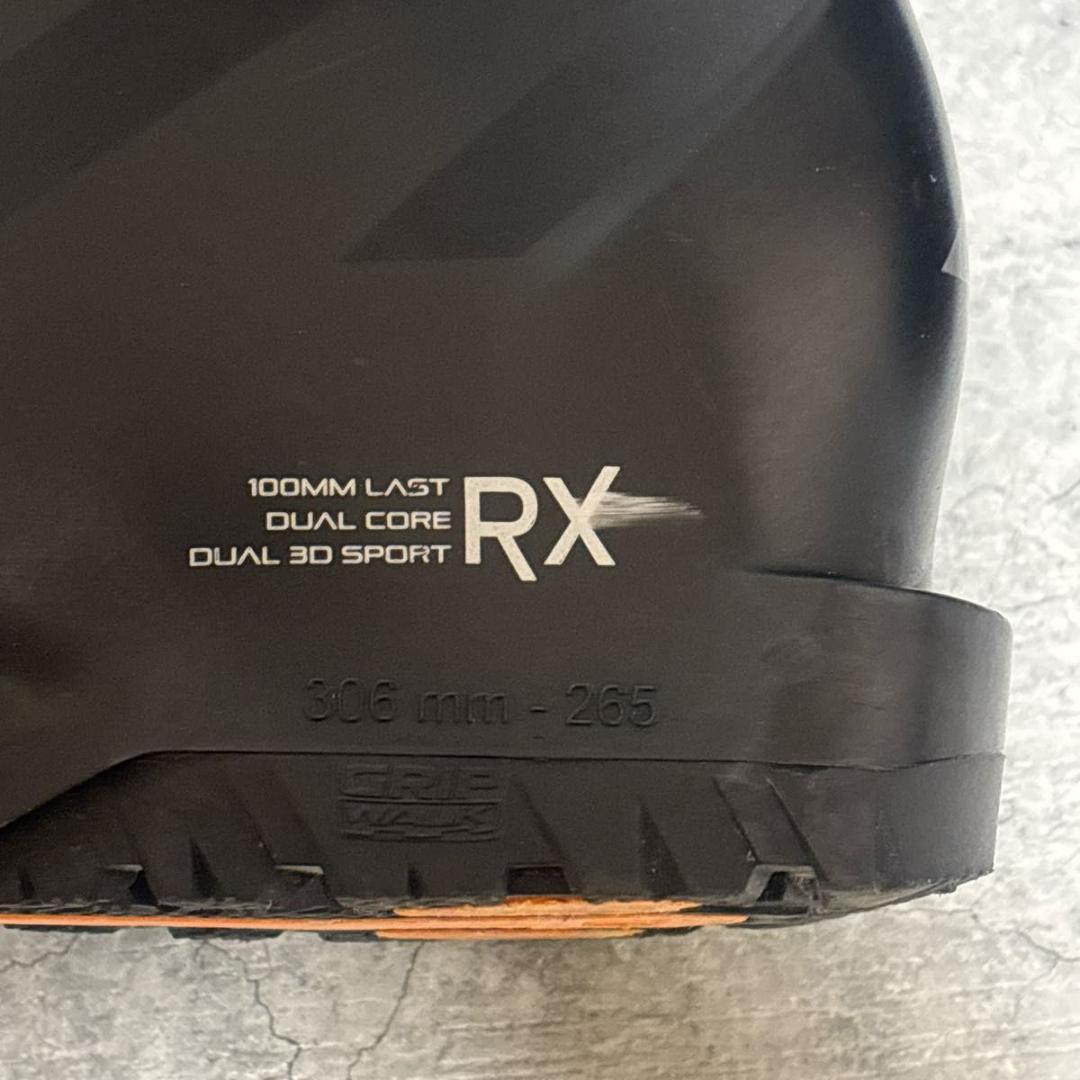 100MM LAST
DUAL CORE
DUAL 3D SPORT
RX
306 mm - 265
GRIP
WALK